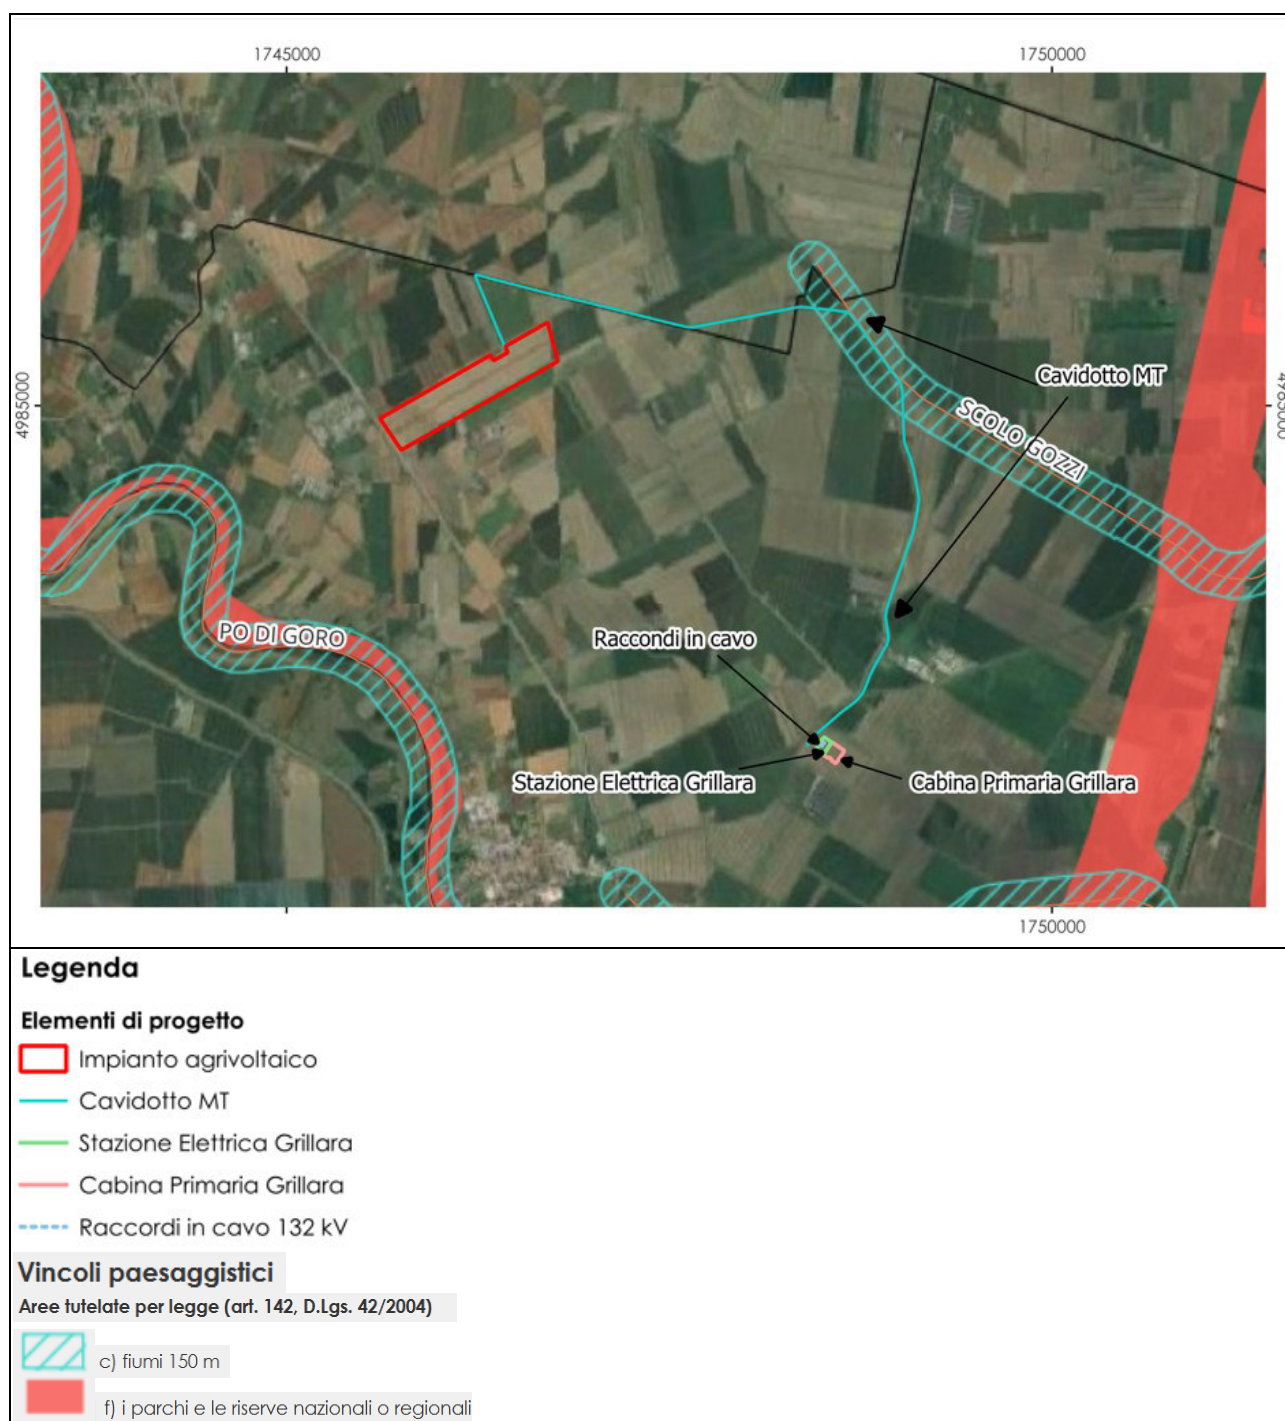 1745000
1750000
4985000
4985000
Cavidotto MT
SCOLO GOZZI
PO DI GORO
Raccondi in cavo
Stazione Elettrica Grillara
Cabina Primaria Grillara
1750000
Legenda
Elementi di progetto
Impianto agrivoltaico
Cavidotto MT
Stazione Elettrica Grillara
Cabina Primaria Grillara
Raccordi in cavo 132 kV
Vincoli paesaggistici
Aree tutelate per legge (art. 142, D.Lgs. 42/2004)
c) fiumi 150 m
f) i parchi e le riserve nazionali o regionali